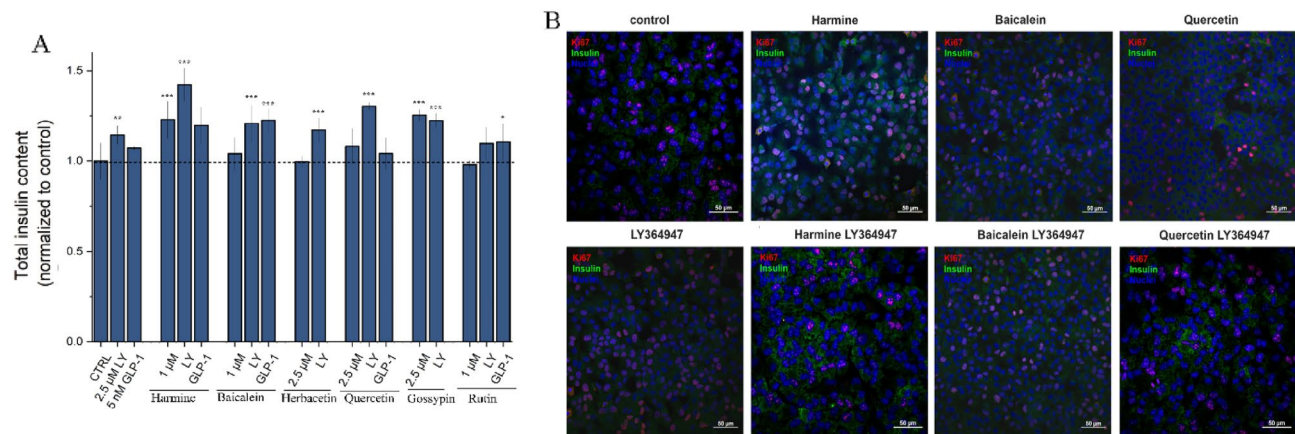 A
Total insulin content
(normalized to control)
1.5
1.0
0.5
0.0
CTRL
2.5 µM LY
5 nM GLP-1
1 µM
LY
GLP-1
1 µM
LY
GLP-1
2.5 µM
LY
2.5 µM
LY
GLP-1
2.5 µM
LY
1 µM
LY
GLP-1
Harmine
Baicalein
Herbacetin
Quercetin
Gossypin
Rutin
** *** *** *** *** *** *** *** *** *
B
control
Harmine
Baicalein
Quercetin
Ki67
Insulin
Nuclei
50 µm
Ki67
Insulin
Nuclei
50 µm
Ki67
Insulin
Nuclei
50 µm
Ki67
Insulin
Nuclei
50 µm
LY364947
Harmine LY364947
Baicalein LY364947
Quercetin LY364947
Ki67
Insulin
Nuclei
50 µm
Ki67
Insulin
Nuclei
50 µm
Ki67
Insulin
Nuclei
50 µm
Ki67
Insulin
Nuclei
50 µm